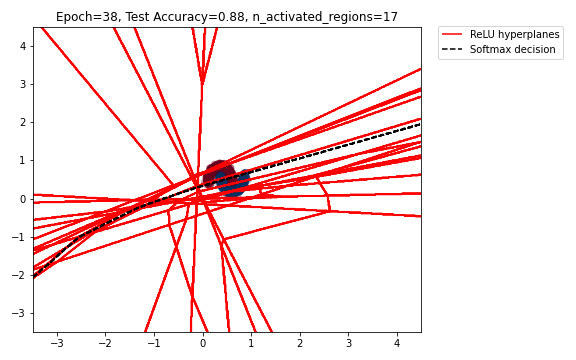 Epoch=38, Test Accuracy=0.88, n_activated_regions=17
ReLU hyperplanes
Softmax decision
4
3
2
1
0
−1
−2
−3
−3 −2 −1 0 1 2 3 4